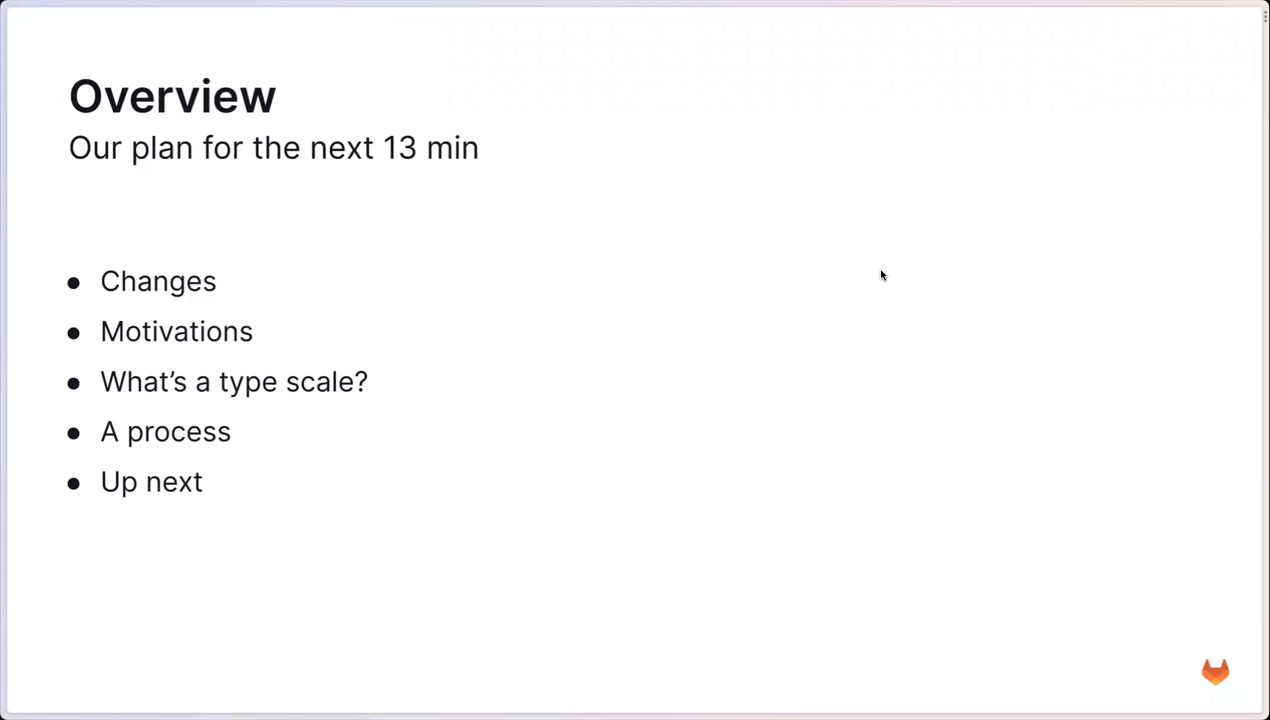 Overview
Our plan for the next 13 min
● Changes
● Motivations
● What’s a type scale?
● A process
● Up next